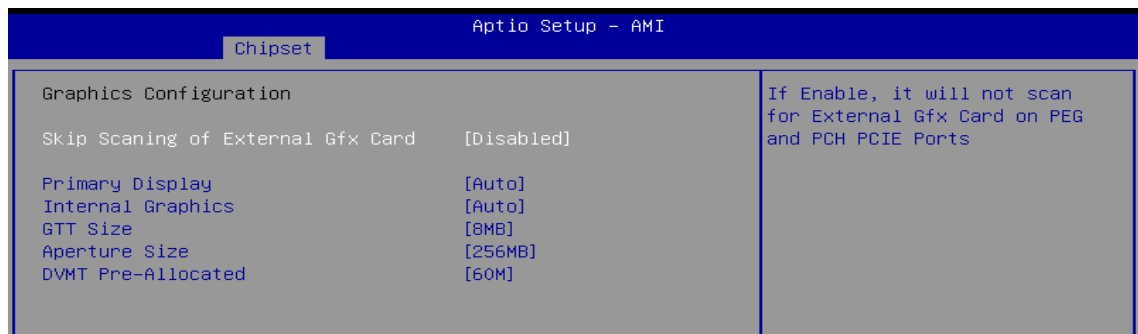 Aptio Setup – AMI
Chipset
Graphics Configuration
Skip Scaning of External Gfx Card [Disabled]
Primary Display [Auto]
Internal Graphics [Auto]
GTT Size [8MB]
Aperture Size [256MB]
DVMT Pre-Allocated [60M]
If Enable, it will not scan
for External Gfx Card on PEG
and PCH PCIE Ports